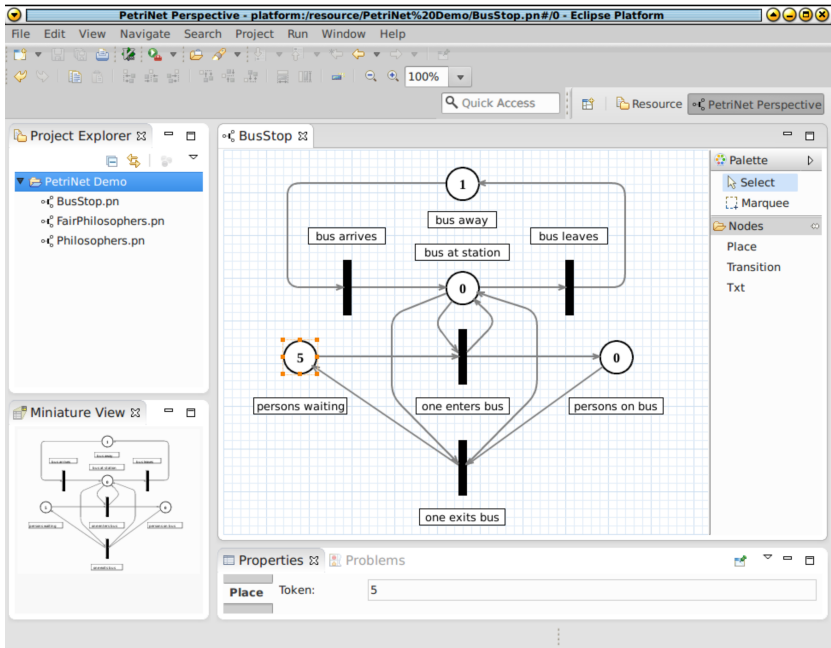 PetriNet Perspective - platform:/resource/PetriNet%20Demo/BusStop.pn#/0 - Eclipse Platform
File Edit View Navigate Search Project Run Window Help
100%
Quick Access
Resource
PetriNet Perspective
Project Explorer
PetriNet Demo
BusStop.pn
FairPhilosophers.pn
Philosophers.pn
Miniature View
BusStop
1
bus away
bus arrives
bus leaves
bus at station
0
5
0
persons waiting
one enters bus
persons on bus
one exits bus
Palette
Select
Marquee
Nodes
Place
Transition
Txt
Properties
Problems
Place
Token:
5